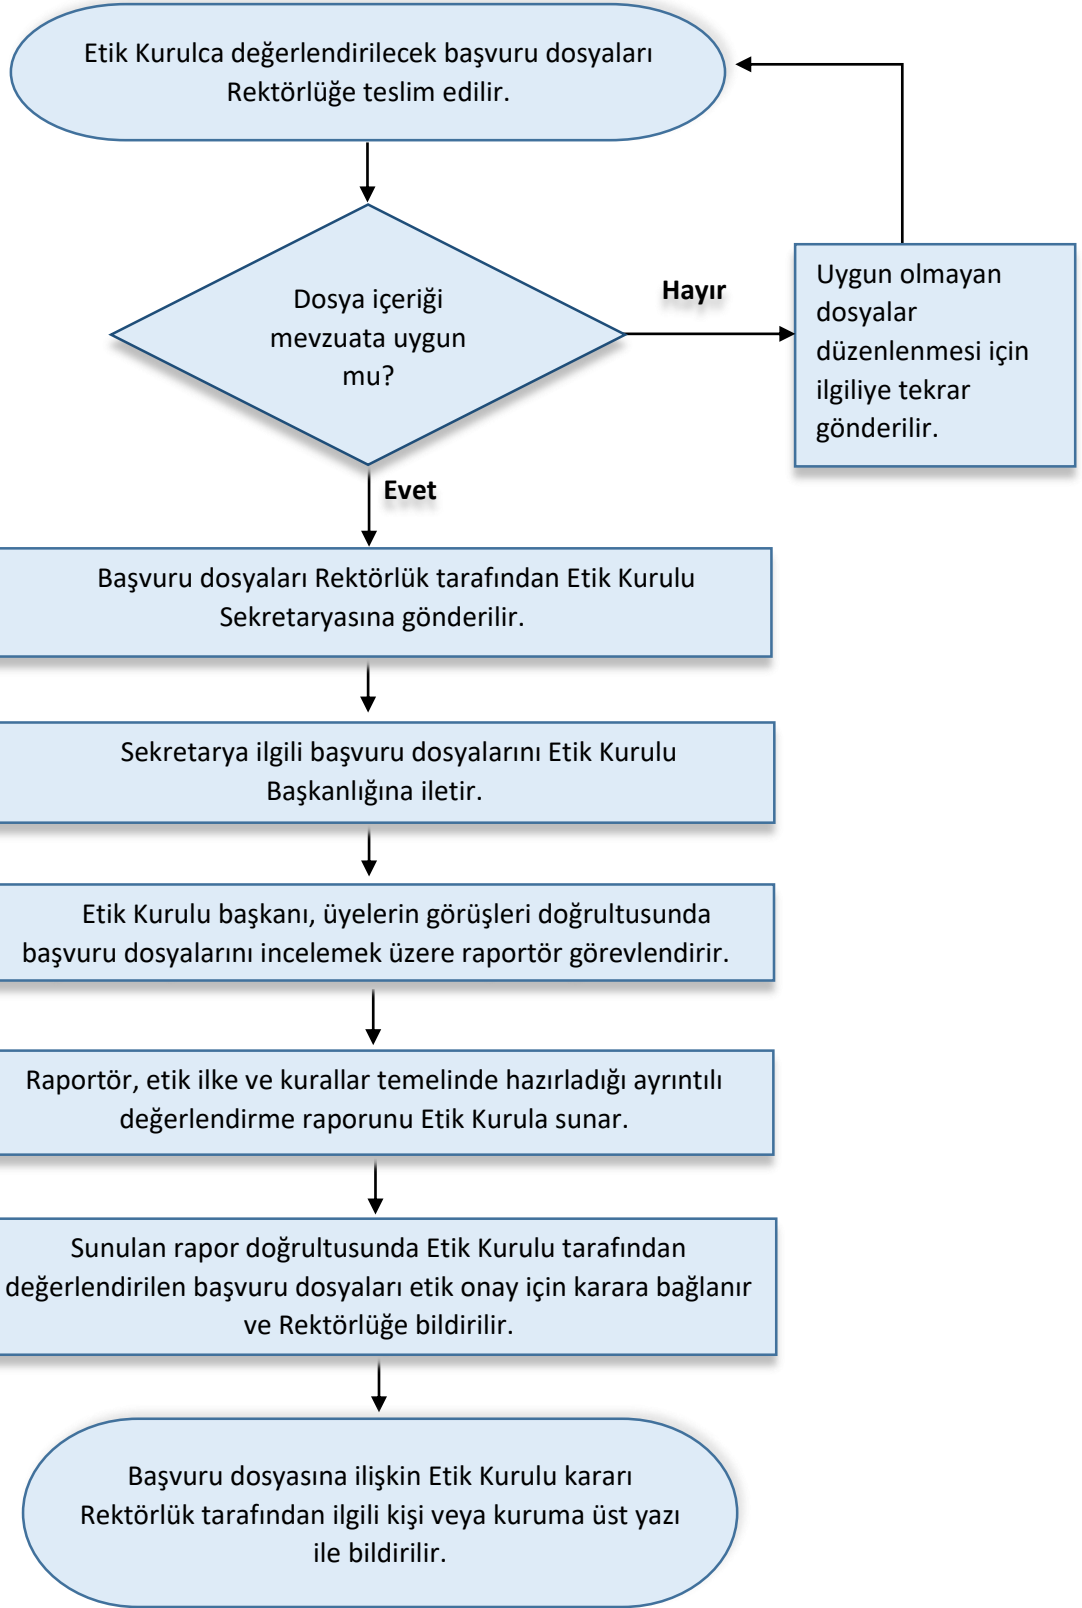 Etik Kurulca değerlendirilecek başvuru dosyaları
Rektörlüğe teslim edilir.
Dosya içeriği
mevzuata uygun
mu?
Hayır
Uygun olmayan
dosyalar
düzenlenmesi için
ilgiliye tekrar
gönderilir.
Evet
Başvuru dosyaları Rektörlük tarafından Etik Kurulu
Sekretaryasına gönderilir.
Sekretarya ilgili başvuru dosyalarını Etik Kurulu
Başkanlığına iletir.
Etik Kurulu başkanı, üyelerin görüşleri doğrultusunda
başvuru dosyalarını incelemek üzere raportör görevlendirir.
Raportör, etik ilke ve kurallar temelinde hazırladığı ayrıntılı
değerlendirme raporunu Etik Kurula sunar.
Sunulan rapor doğrultusunda Etik Kurulu tarafından
değerlendirilen başvuru dosyaları etik onay için karara bağlanır
ve Rektörlüğe bildirilir.
Başvuru dosyasına ilişkin Etik Kurulu kararı
Rektörlük tarafından ilgili kişi veya kuruma üst yazı
ile bildirilir.